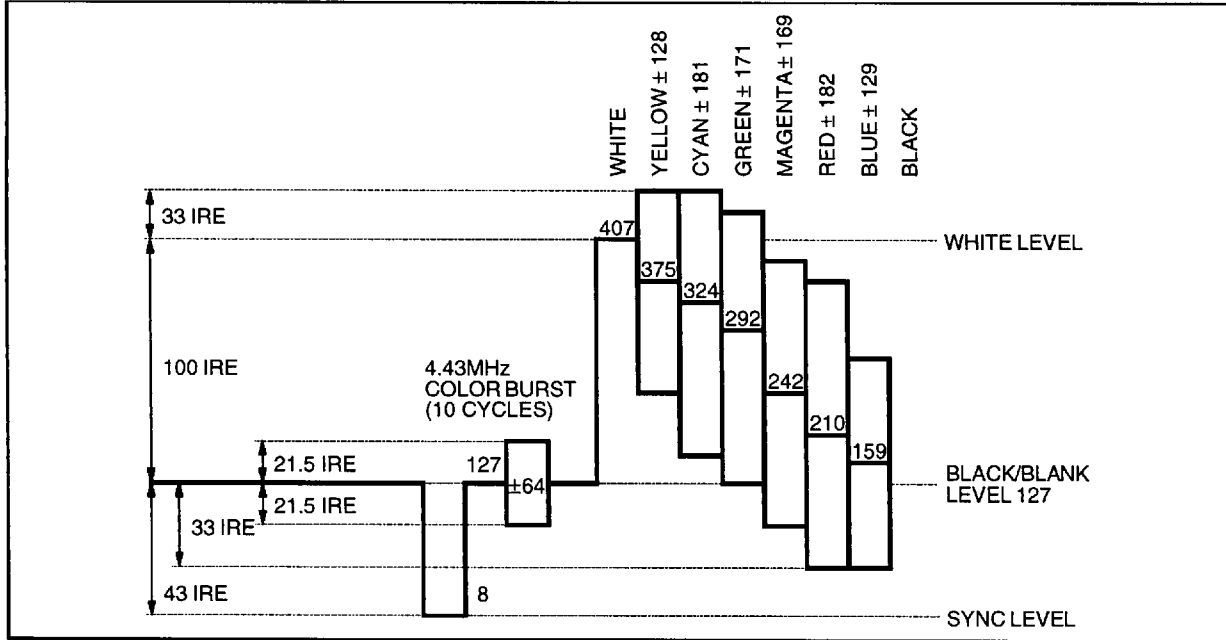 WHITE
YELLOW ± 128
CYAN ± 181
GREEN ± 171
MAGENTA ± 169
RED ± 182
BLUE ± 129
BLACK
33 IRE
407
WHITE LEVEL
375
324
292
100 IRE
4.43MHz
COLOR BURST
(10 CYCLES)
242
210
21.5 IRE
127
159
±64
BLACK/BLANK
LEVEL 127
21.5 IRE
33 IRE
43 IRE
8
SYNC LEVEL